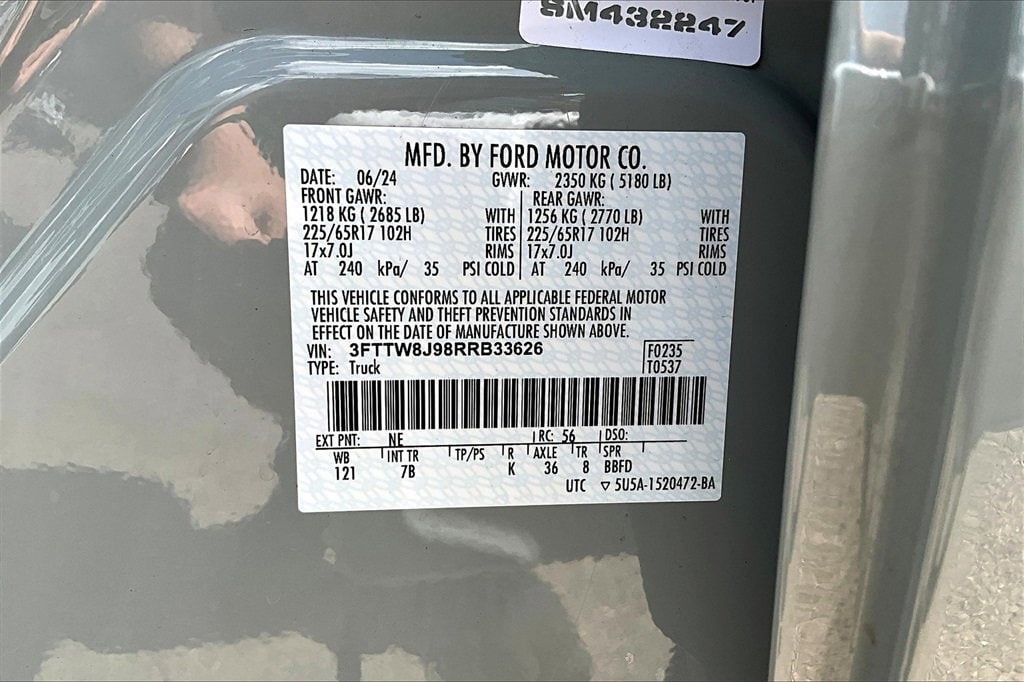 8M432247
MFD. BY FORD MOTOR CO.
DATE: 06/24 GVWR: 2350 KG ( 5180 LB)
FRONT GAWR: REAR GAWR:
1218 KG ( 2685 LB) WITH 1256 KG ( 2770 LB) WITH
225/65R17 102H TIRES 225/65R17 102H TIRES
17x7.0J RIMS 17x7.0J RIMS
AT 240 kPa/ 35 PSI COLD AT 240 kPa/ 35 PSI COLD
THIS VEHICLE CONFORMS TO ALL APPLICABLE FEDERAL MOTOR
VEHICLE SAFETY AND THEFT PREVENTION STANDARDS IN
EFFECT ON THE DATE OF MANUFACTURE SHOWN ABOVE.
VIN: 3FTTW8J98RRB33626 F0235
TYPE: Truck T0537
EXT PNT: NE RC: 56 DSO:
WB INT TR TP/PS R AXLE TR SPR
121 7B K 36 8 BBFD
UTC ▽ 5U5A-1520472-BA